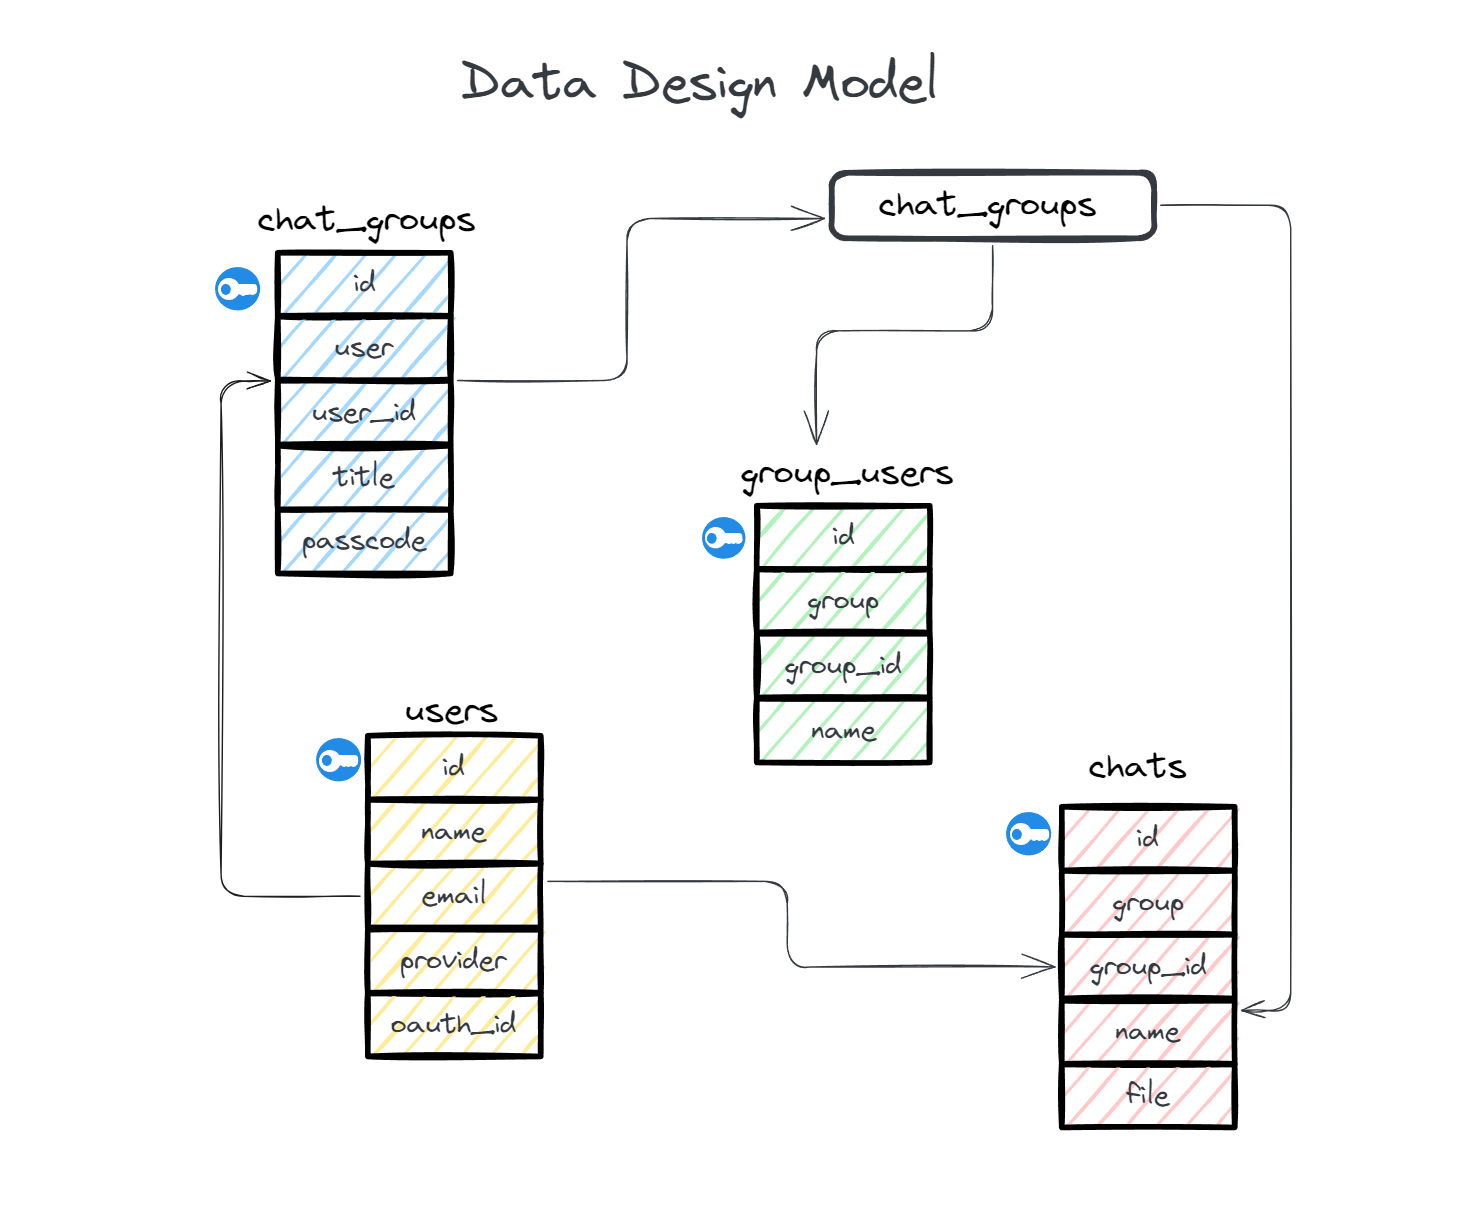 Data Design Model
chat_groups
chat_groups
id
user
user_id
title
passcode
group_users
id
group
group_id
name
users
id
name
email
provider
oauth_id
chats
id
group
group_id
name
file